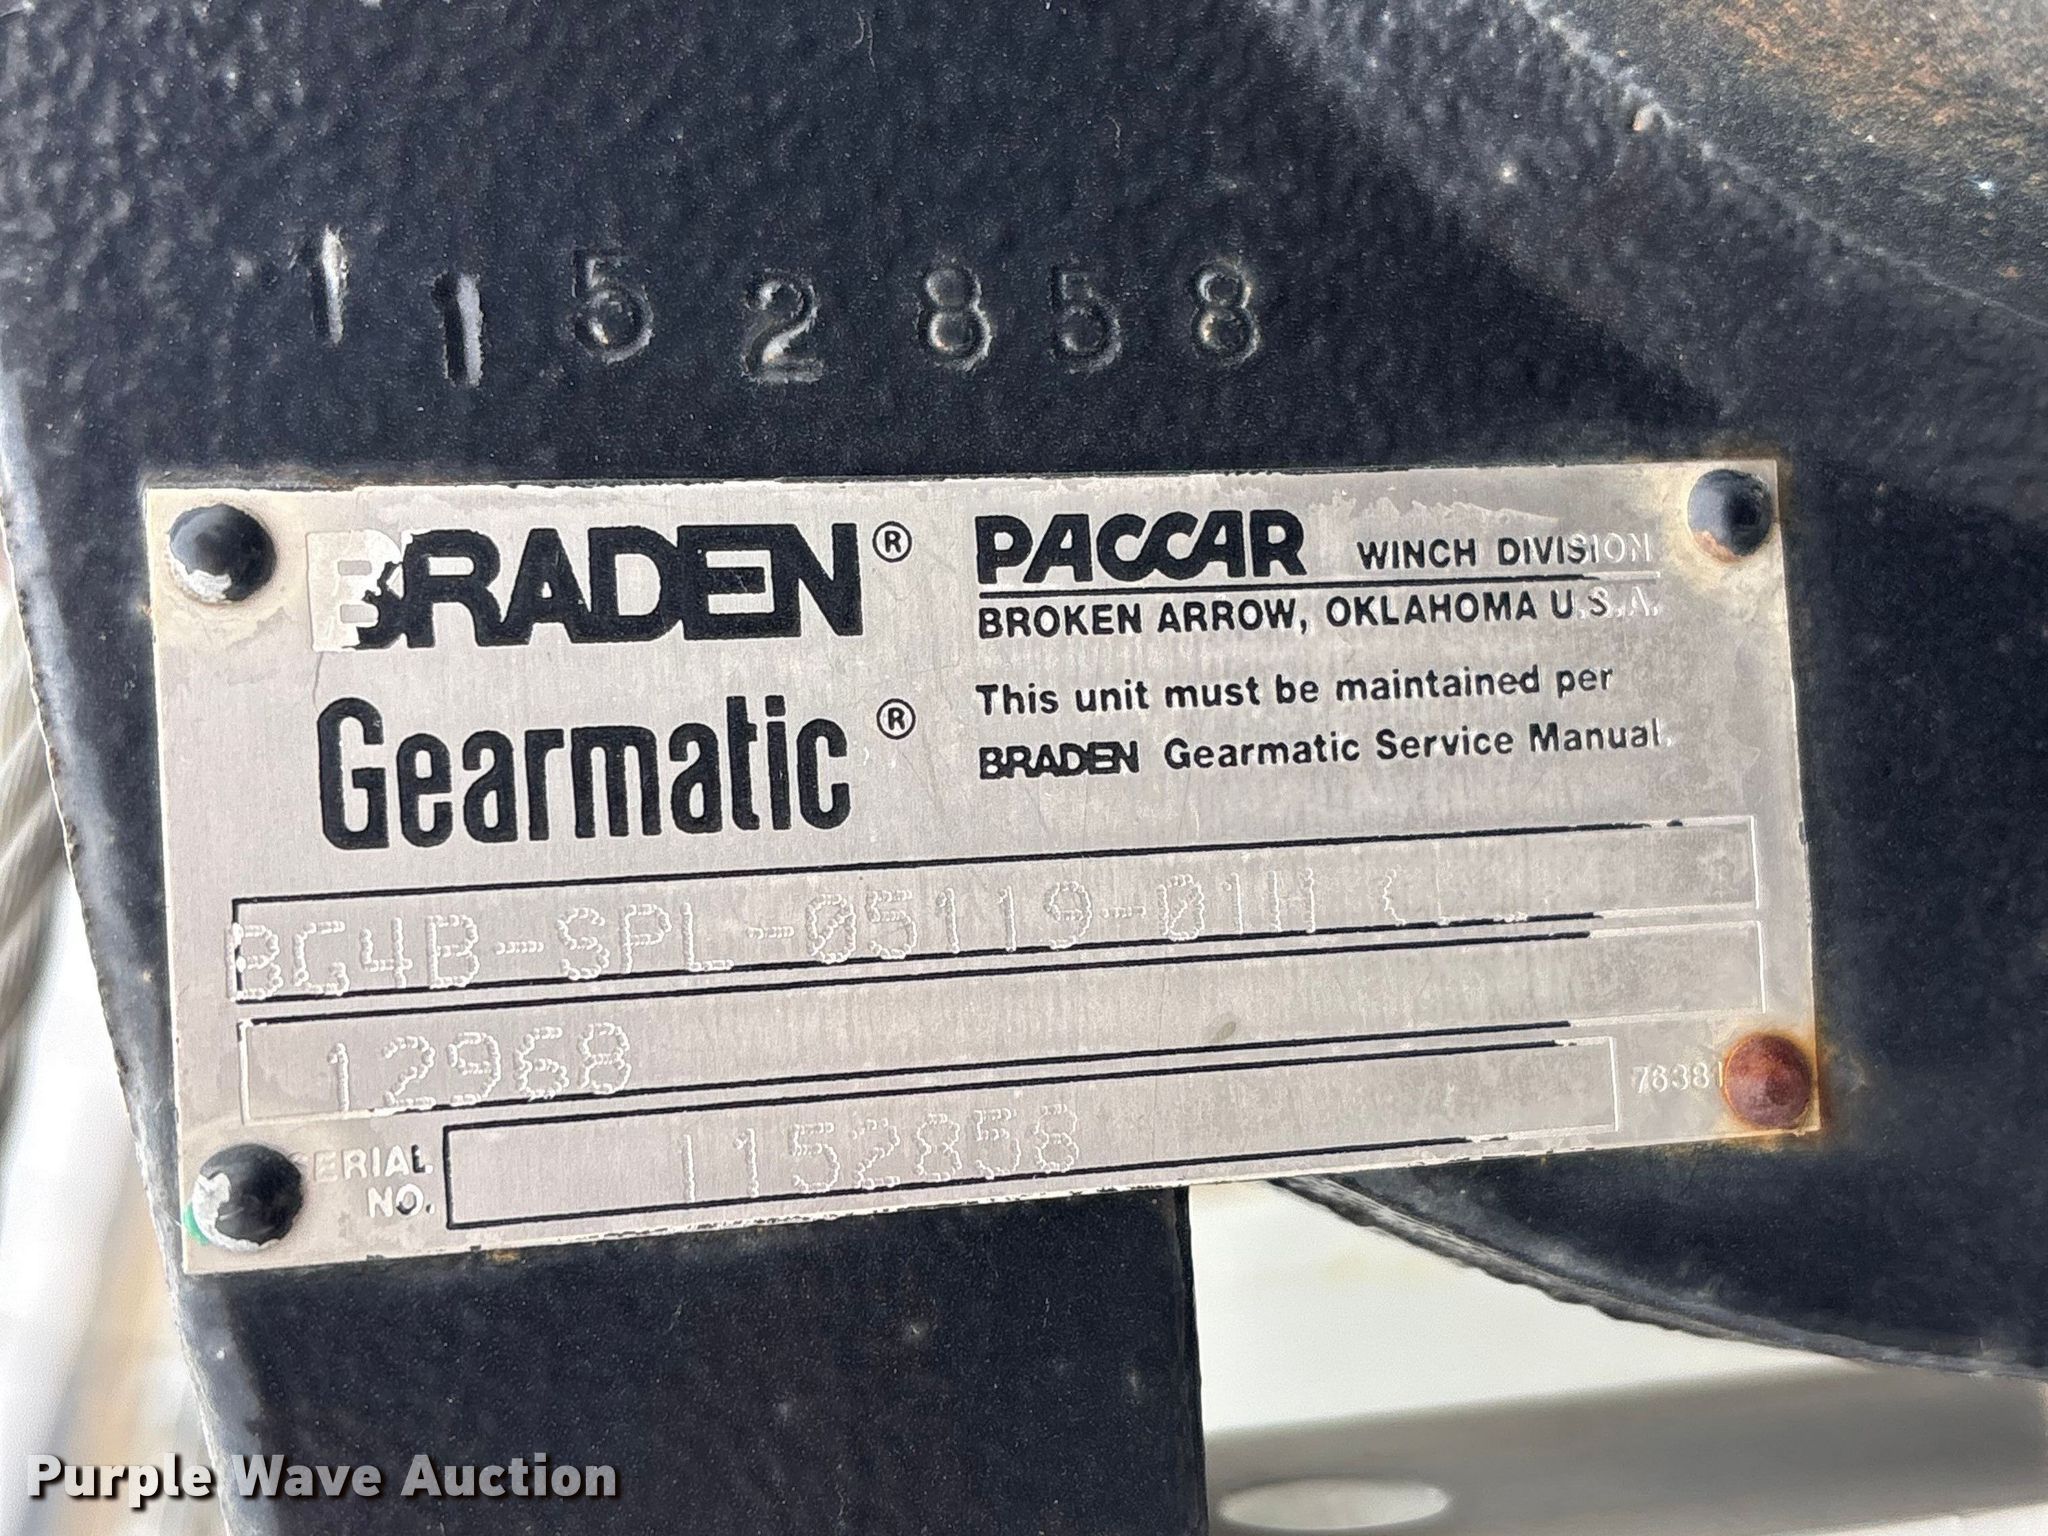 1152858
BRADEN®
PACCAR WINCH DIVISION
BROKEN ARROW, OKLAHOMA U.S.A.
Gearmatic®
This unit must be maintained per
BRADEN Gearmatic Service Manual.
BG4B-SPL-05119-01H
12968
76381
SERIAL NO. 1152858
Purple Wave Auction